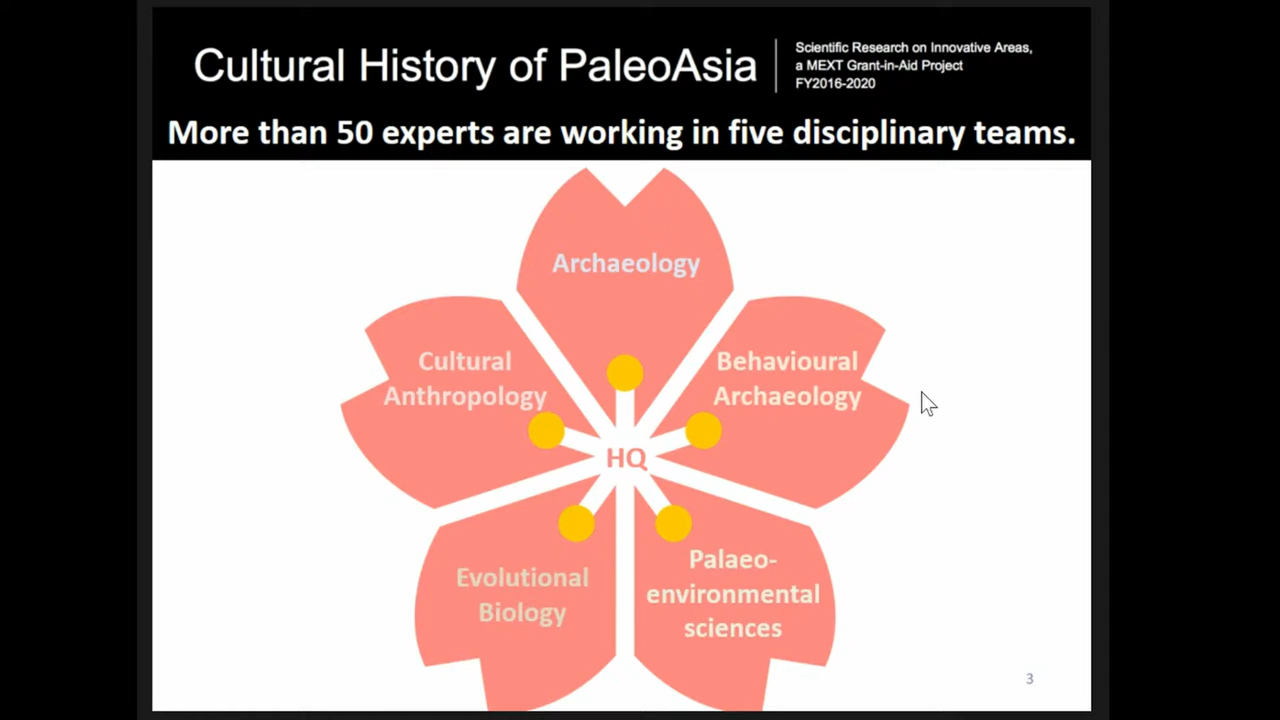 Cultural History of PaleoAsia
Scientific Research on Innovative Areas,
a MEXT Grant-in-Aid Project
FY2016-2020
More than 50 experts are working in five disciplinary teams.
Archaeology
Cultural
Anthropology
Behavioural
Archaeology
HQ
Evolutional
Biology
Palaeo-
environmental
sciences
3